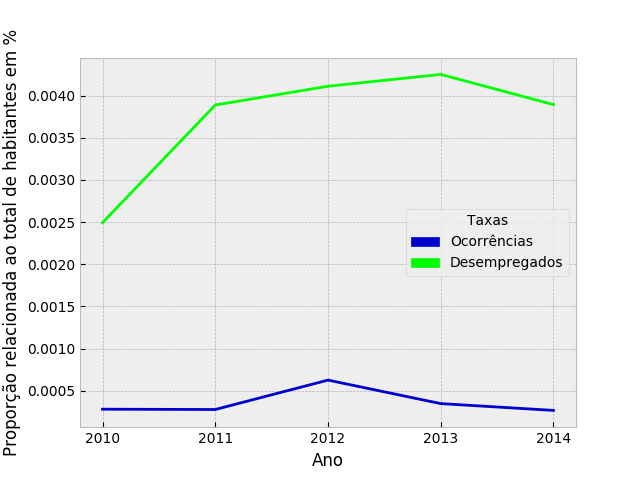 Proporção relacionada ao total de habitantes em %
0.0040
0.0035
0.0030
0.0025
0.0020
0.0015
0.0010
0.0005
Taxas
Ocorrências
Desempregados
2010 2011 2012 2013 2014
Ano